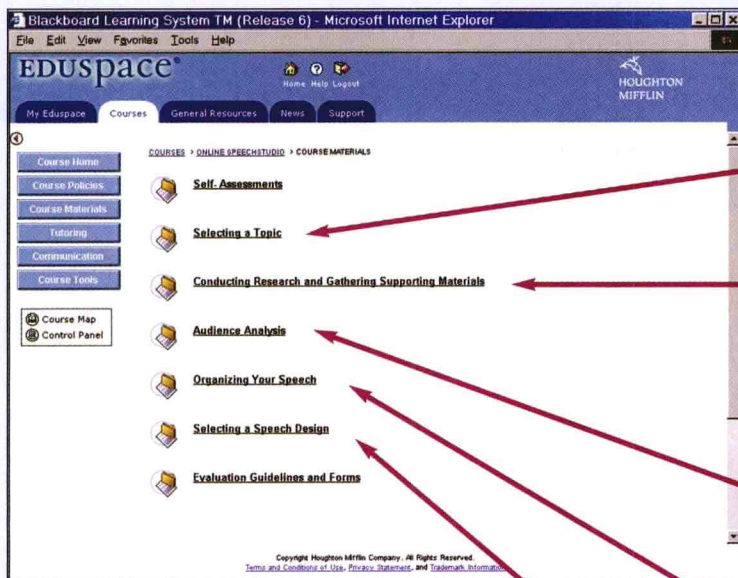 Blackboard Learning System TM (Release 6) - Microsoft Internet Explorer
File Edit View Favorites Tools Help
EDUSPACE®
Home Help Logout
HOUGHTON
MIFFLIN
My Eduspace Courses General Resources News Support
COURSES > ONLINE SPEECHSTUDIO > COURSE MATERIALS
Course Home
Course Policies
Course Materials
Tutoring
Communication
Course Tools
Course Map
Control Panel
Self-Assessments
Selecting a Topic
Conducting Research and Gathering Supporting Materials
Audience Analysis
Organizing Your Speech
Selecting a Speech Design
Evaluation Guidelines and Forms
Copyright Houghton Mifflin Company. All Rights Reserved.
Terms and Conditions of Use, Privacy Statement, and Trademark Information